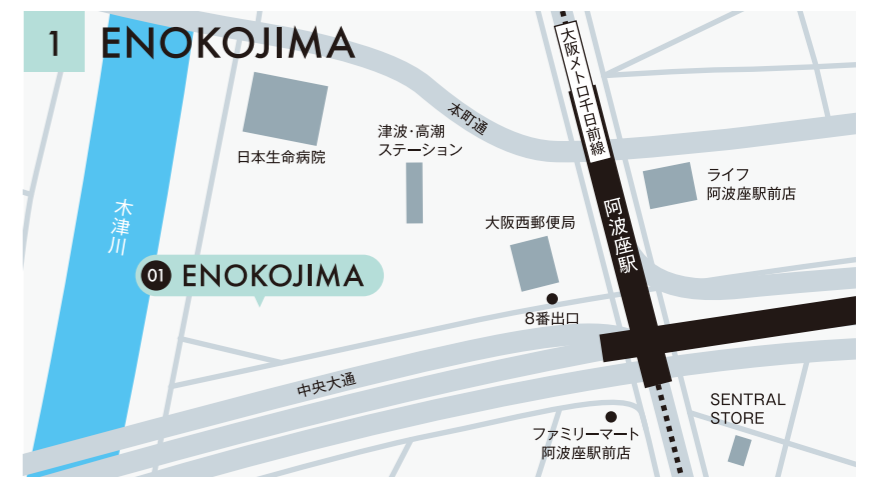 1 ENOKOJIMA
大阪メトロ千日前線
本町通
日本生命病院
津波・高潮
ステーション
ライフ
阿波座駅前店
木津川
大阪西郵便局
阿波座駅
01 ENOKOJIMA
8番出口
中央大通
SENTRAL
STORE
ファミリーマート
阿波座駅前店